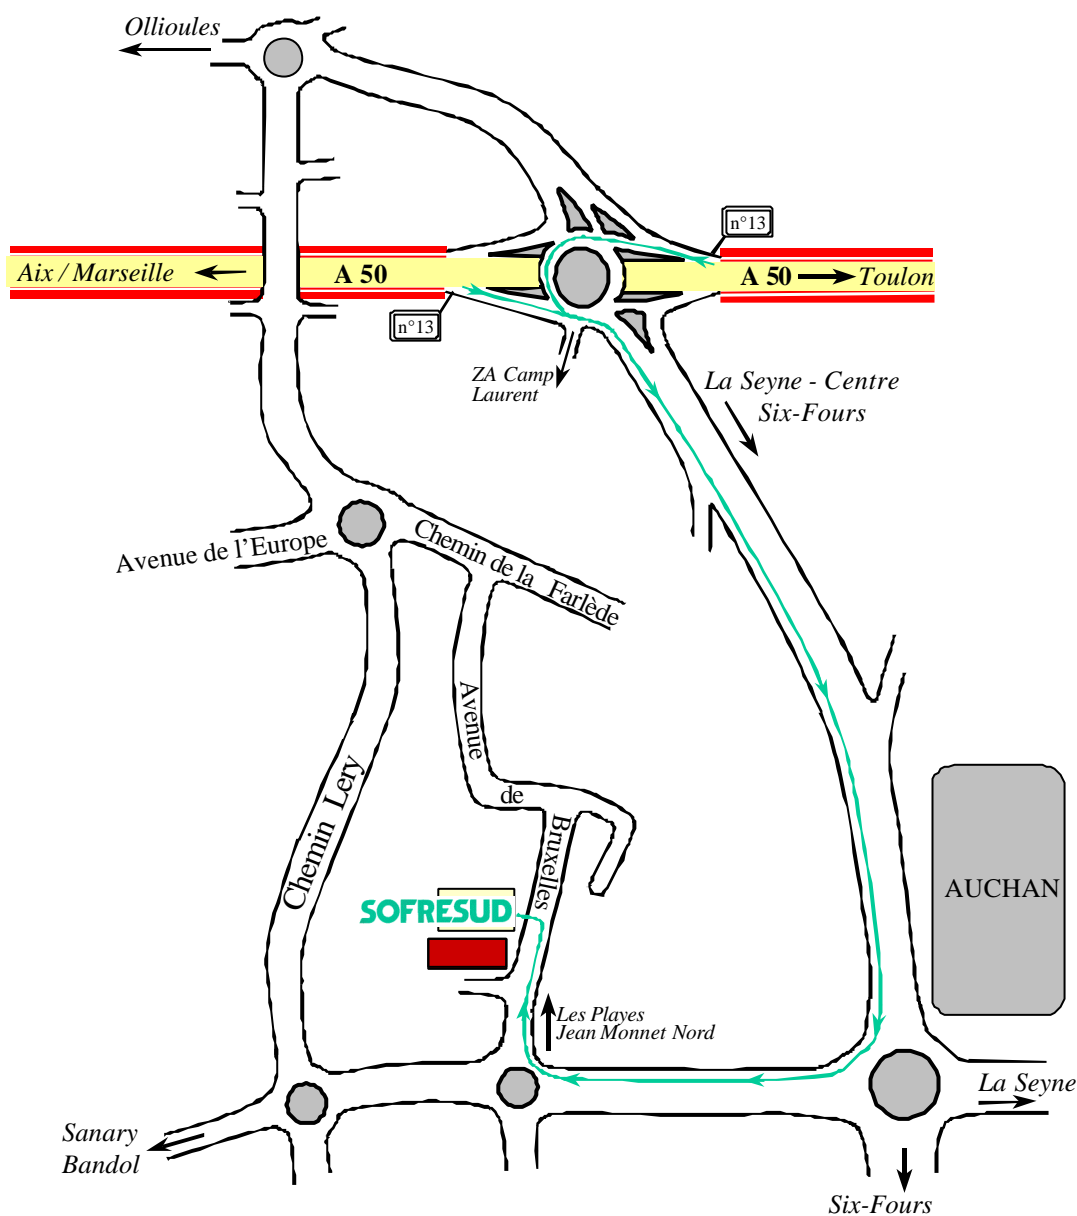 Ollioules
n°13
Aix / Marseille
A 50
A 50
Toulon
n°13
ZA Camp
Laurent
La Seyne - Centre
Six-Fours
Avenue de l'Europe
Chemin de la Farlède
Avenue
de
Bruxelles
Chemin Lery
SOFRESUD
AUCHAN
Les Playes
Jean Monnet Nord
La Seyne
Sanary
Bandol
Six-Fours